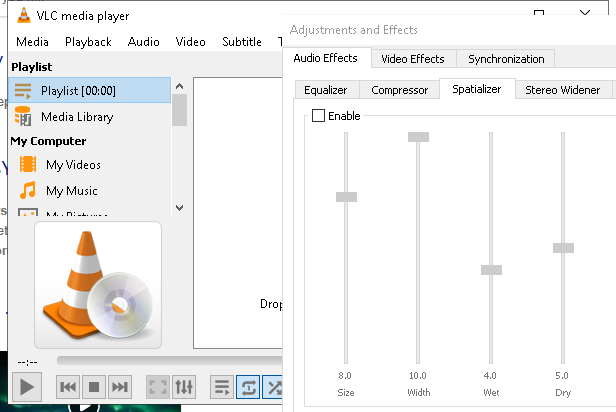 VLC media player
Media Playback Audio Video Subtitle
Playlist
Playlist [00:00]
Media Library
My Computer
My Videos
My Music
My Pictures
Drop
--:--
Adjustments and Effects
Audio Effects Video Effects Synchronization
Equalizer Compressor Spatializer Stereo Widener
Enable
8.0 10.0 4.0 5.0
Size Width Wet Dry